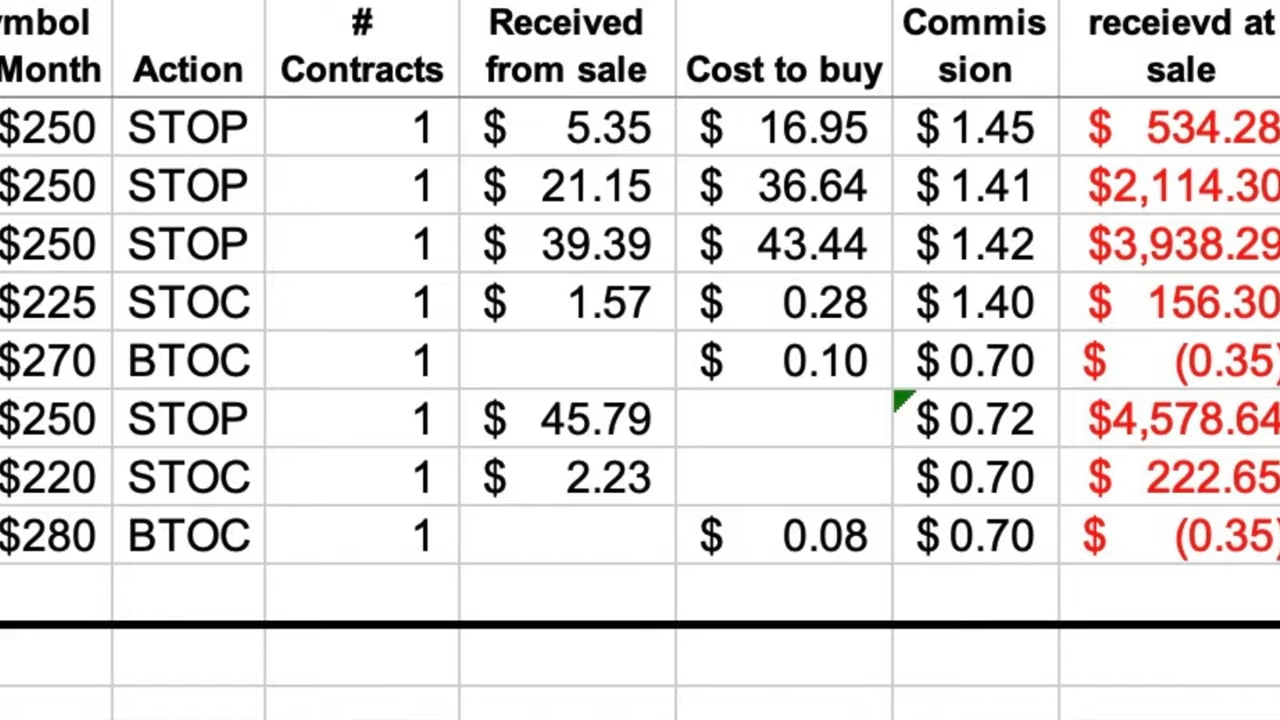 ymbol # Received Commis receievd at
Month Action Contracts from sale Cost to buy sion sale
$250 STOP 1 $ 5.35 $ 16.95 $ 1.45 $ 534.28
$250 STOP 1 $ 21.15 $ 36.64 $ 1.41 $2,114.30
$250 STOP 1 $ 39.39 $ 43.44 $ 1.42 $3,938.29
$225 STOC 1 $ 1.57 $ 0.28 $ 1.40 $ 156.30
$270 BTOC 1 $ 0.10 $ 0.70 $ (0.35)
$250 STOP 1 $ 45.79 $ 0.72 $4,578.64
$220 STOC 1 $ 2.23 $ 0.70 $ 222.65
$280 BTOC 1 $ 0.08 $ 0.70 $ (0.35)